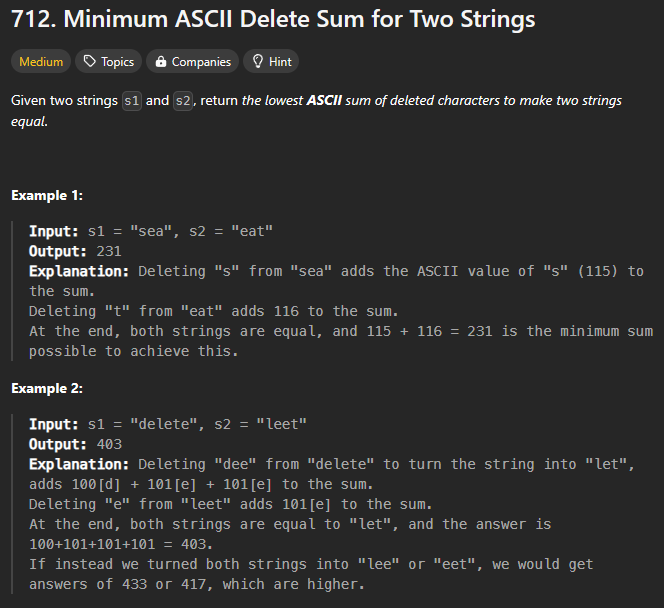 712. Minimum ASCII Delete Sum for Two Strings
Medium Topics Companies Hint
Given two strings s1 and s2, return the lowest ASCII sum of deleted characters to make two strings
equal.
Example 1:
Input: s1 = "sea", s2 = "eat"
Output: 231
Explanation: Deleting "s" from "sea" adds the ASCII value of "s" (115) to
the sum.
Deleting "t" from "eat" adds 116 to the sum.
At the end, both strings are equal, and 115 + 116 = 231 is the minimum sum
possible to achieve this.
Example 2:
Input: s1 = "delete", s2 = "leet"
Output: 403
Explanation: Deleting "dee" from "delete" to turn the string into "let",
adds 100[d] + 101[e] + 101[e] to the sum.
Deleting "e" from "leet" adds 101[e] to the sum.
At the end, both strings are equal to "let", and the answer is
100+101+101+101 = 403.
If instead we turned both strings into "lee" or "eet", we would get
answers of 433 or 417, which are higher.